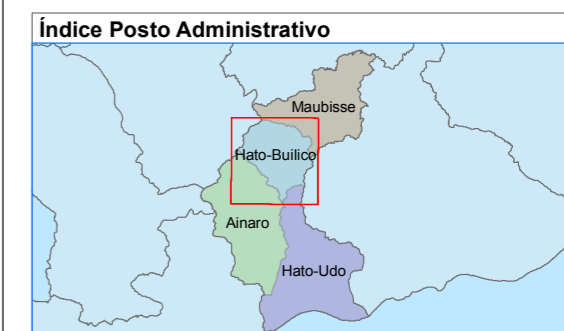 Índice Posto Administrativo
Maubisse
Hato-Builico
Ainaro
Hato-Udo